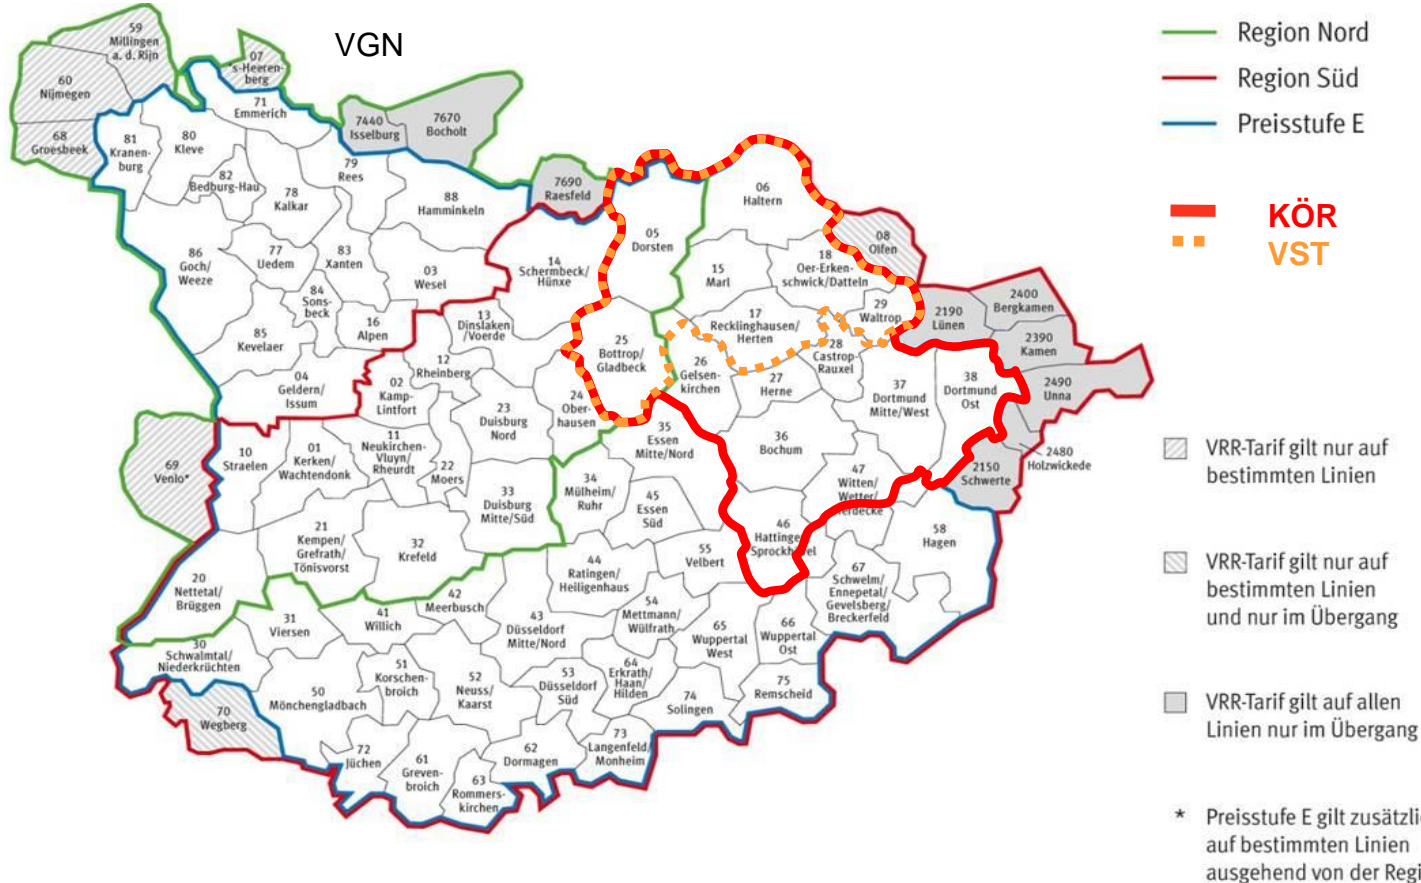 VGN
59
Millingen
a. d. Rijn
07
's-Heeren-
berg
60
Nijmegen
71
Emmerich
7440
Isselburg
7670
Bocholt
68
Groesbeek
81
Kranen-
burg
80
Kleve
82
Bedburg-Hau
79
Rees
78
Kalkar
88
Hamminkeln
7690
Raesfeld
06
Haltern
05
Dorsten
08
Olfen
86
Goch/
Weeze
77
Uedem
83
Xanten
03
Wesel
14
Schermbeck/
Hünxe
15
Marl
18
Oer-Erken-
schwick/Datteln
84
Sons-
beck
16
Alpen
13
Dinslaken
/Voerde
17
Recklinghausen/
Herten
29
Waltrop
2190
Lünen
2400
Bergkamen
2390
Kamen
85
Kevelaer
25
Bottrop/
Gladbeck
26
Gelsen-
kirchen
28
Castrop-
Rauxel
12
Rheinberg
04
Geldern/
Issum
02
Kamp-
Lintfort
27
Herne
37
Dortmund
Mitte/West
38
Dortmund
Ost
2490
Unna
24
Ober-
hausen
23
Duisburg
Nord
10
Straelen
01
Kerken/
Wachtendonk
11
Neukirchen-
Vluyn/
Rheurdt
22
Moers
35
Essen
Mitte/Nord
36
Bochum
2480
Holzwickede
69
Venlo*
33
Duisburg
Mitte/Süd
34
Mülheim/
Ruhr
45
Essen
Süd
47
Witten/
Wetter/
erdecke
2150
Schwerte
21
Kempen/
Grefrath/
Tönisvorst
32
Krefeld
46
Hattinge
Sprockh vel
58
Hagen
55
Velbert
44
Ratingen/
Heiligenhaus
67
Schwelm/
Ennepetal/
Gevelsberg/
Breckerfeld
20
Nettetal/
Brüggen
31
Viersen
41
Willich
42
Meerbusch
43
Düsseldorf
Mitte/Nord
54
Mettmann/
Wülfrath
65
Wuppertal
West
66
Wuppertal
Ost
30
Schwalmtal/
Niederkrüchten
51
Korschen-
broich
52
Neuss/
Kaarst
53
Düsseldorf
Süd
64
Erkrath/
Haan/
Hilden
75
Remscheid
50
Mönchengladbach
74
Solingen
70
Wegberg
72
Jüchen
61
Greven-
broich
62
Dormagen
73
Langenfeld/
Monheim
63
Rommers-
kirchen
Region Nord
Region Süd
Preisstufe E
KÖR
VST
VRR-Tarif gilt nur auf
bestimmten Linien
VRR-Tarif gilt nur auf
bestimmten Linien
und nur im Übergang
VRR-Tarif gilt auf allen
Linien nur im Übergang
* Preisstufe E gilt zusätzlic
auf bestimmten Linien
ausgehend von der Regi